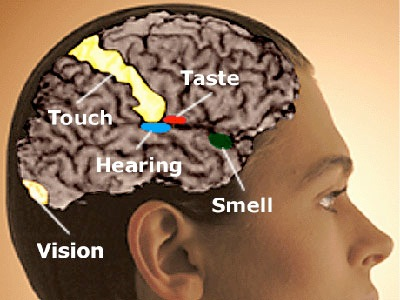 Taste
Touch
Hearing
Smell
Vision